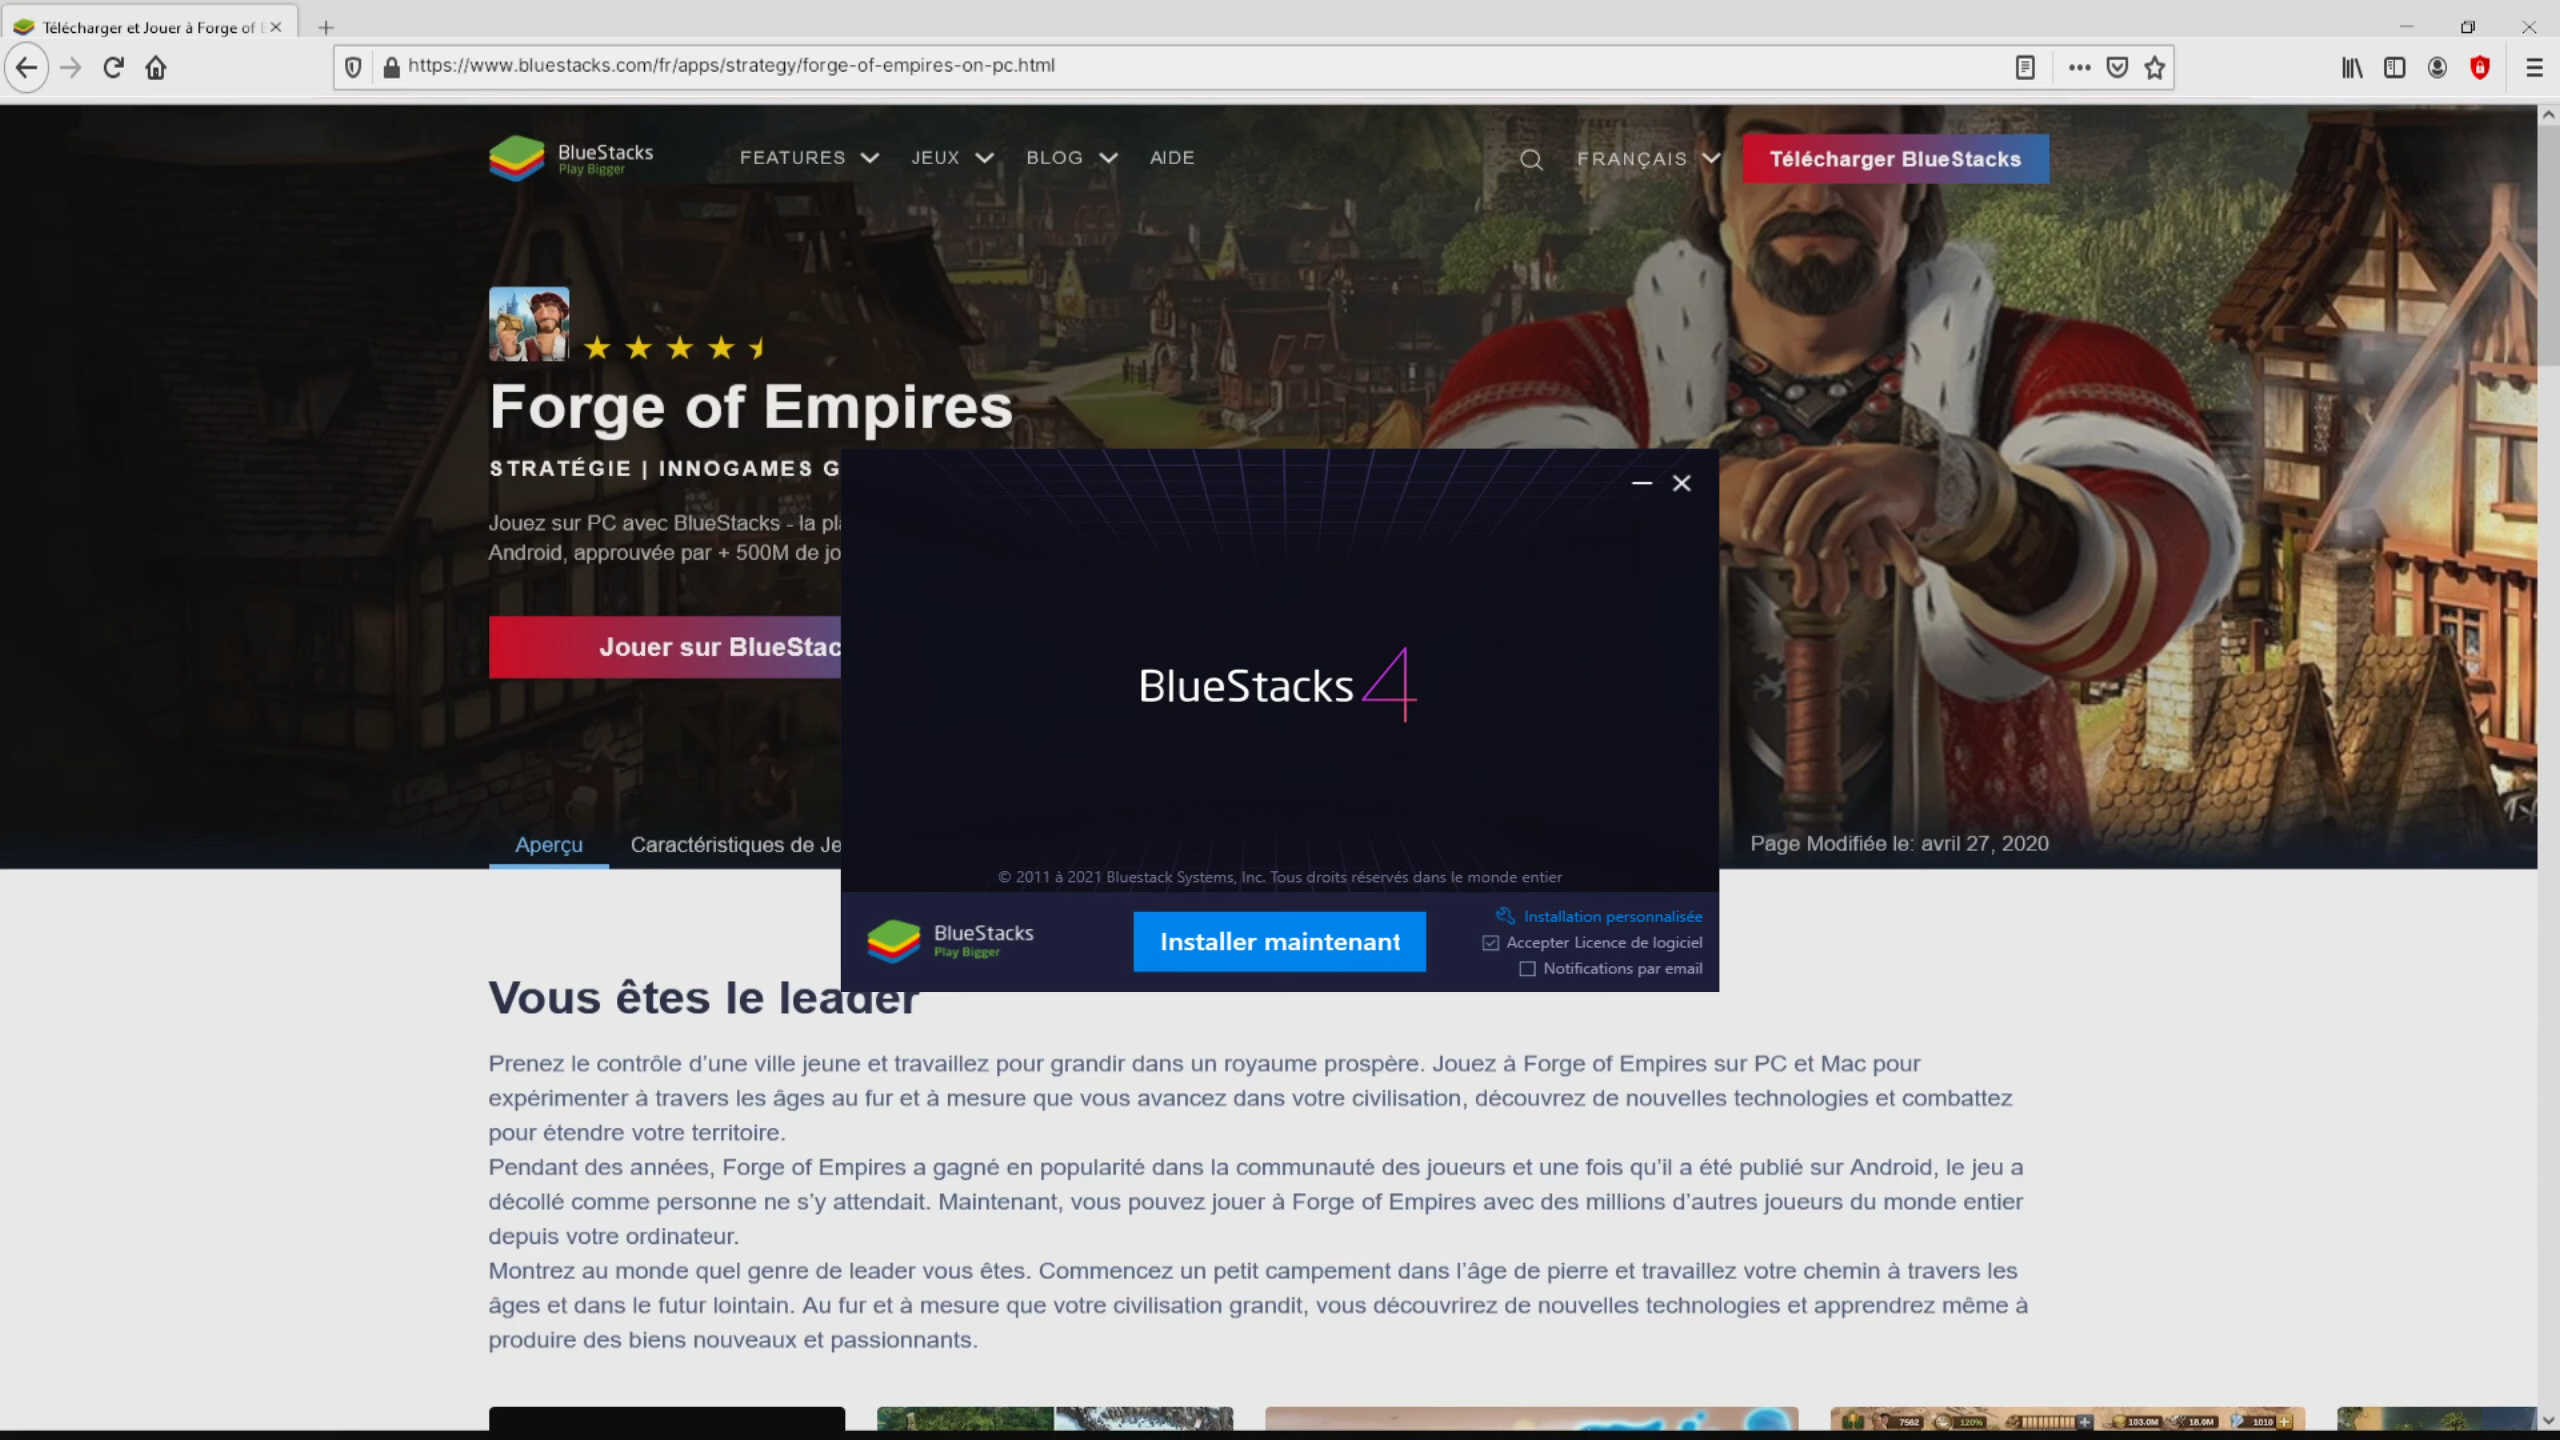 Télécharger et Jouer à Forge of E
https://www.bluestacks.com/fr/apps/strategy/forge-of-empires-on-pc.html
BlueStacks
Play Bigger
FEATURES
JEUX
BLOG
AIDE
FRANÇAIS
Télécharger BlueStacks
Forge of Empires
STRATÉGIE | INNOGAMES G
Jouez sur PC avec BlueStacks - la pla
Android, approuvée par + 500M de jo
Jouer sur BlueStac
Aperçu
Caractéristiques de Je
Page Modifiée le: avril 27, 2020
BlueStacks 4
© 2011 à 2021 Bluestack Systems, Inc. Tous droits réservés dans le monde entier
BlueStacks
Play Bigger
Installer maintenant
Installation personnalisée
Accepter Licence de logiciel
Notifications par email
Vous êtes le leader
Prenez le contrôle d’une ville jeune et travaillez pour grandir dans un royaume prospère. Jouez à Forge of Empires sur PC et Mac pour
expérimenter à travers les âges au fur et à mesure que vous avancez dans votre civilisation, découvrez de nouvelles technologies et combattez
pour étendre votre territoire.
Pendant des années, Forge of Empires a gagné en popularité dans la communauté des joueurs et une fois qu’il a été publié sur Android, le jeu a
décollé comme personne ne s’y attendait. Maintenant, vous pouvez jouer à Forge of Empires avec des millions d’autres joueurs du monde entier
depuis votre ordinateur.
Montrez au monde quel genre de leader vous êtes. Commencez un petit campement dans l’âge de pierre et travaillez votre chemin à travers les
âges et dans le futur lointain. Au fur et à mesure que votre civilisation grandit, vous découvrirez de nouvelles technologies et apprendrez même à
produire des biens nouveaux et passionnants.
7562
120%
103.0M
18.0M
1010